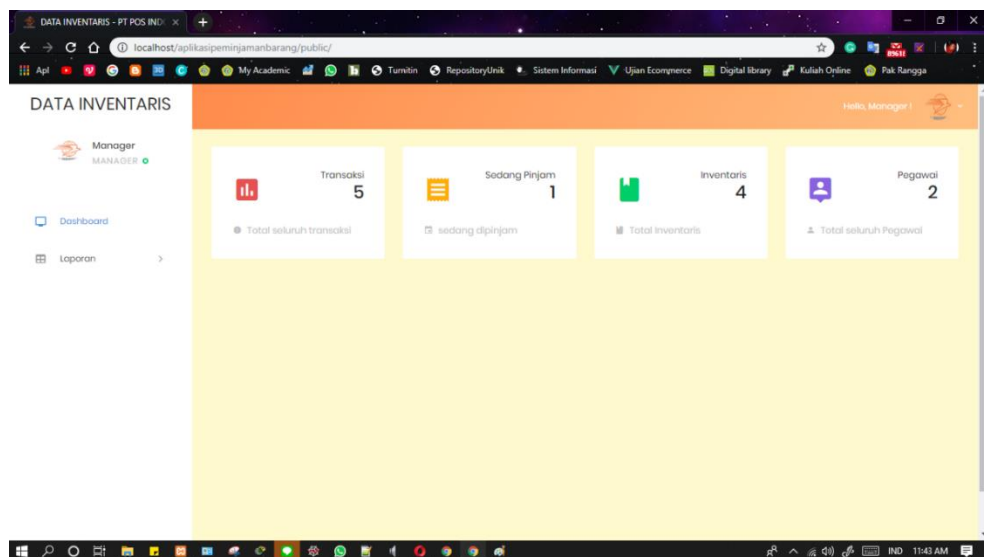 DATA INVENTARIS - PT POS IND
localhost/aplikasipeminjamanbarang/public/
Apl
My Academic
Turnitin
RepositoryUnik
Sistem Informasi
Ujian Ecommerce
Digital library
Kuliah Online
Pak Rangga
DATA INVENTARIS
Hello, Manager !
Manager
MANAGER
Dashboard
Laporan
Transaksi
5
Total seluruh transaksi
Sedang Pinjam
1
sedang dipinjam
Inventaris
4
Total Inventaris
Pegawai
2
Total seluruh Pegawai
IND
11:43 AM